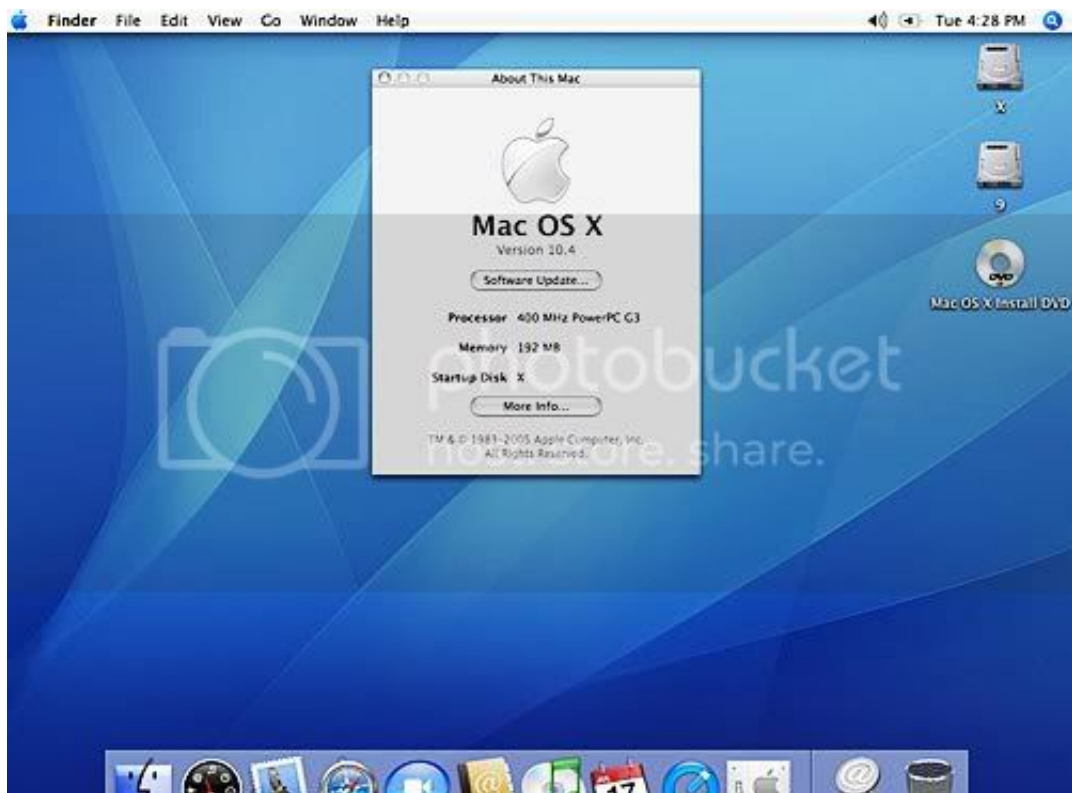 Finder File Edit View Go Window Help Tue 4:28 PM
About This Mac
X
9
Mac OS X
Version 10.4
Software Update...
Mac OS X Install DVD
DVD
Processor 400 MHz PowerPC G3
Memory 192 MB
photobucket
Startup Disk X
More Info...
TM & © 1983-2005 Apple Computer, Inc.
All Rights Reserved.
host. store. share.
17